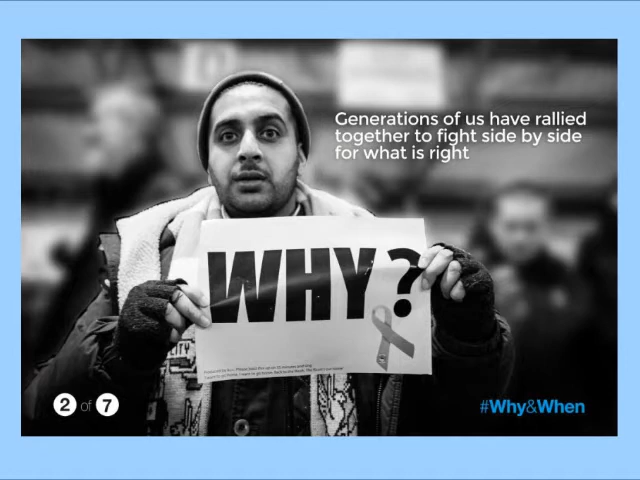 Generations of us have rallied
together to fight side by side
for what is right
WHY?
2 of 7
#Why&When